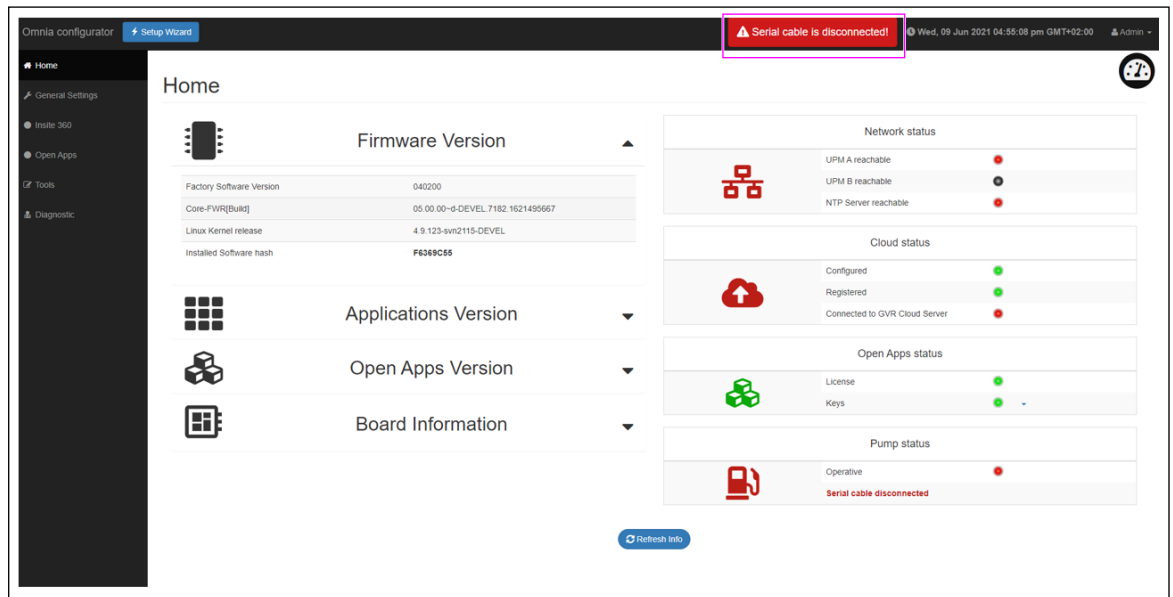 Omnia configurator Setup Wizard Serial cable is disconnected! Wed, 09 Jun 2021 04:55:08 pm GMT+02:00 Admin
Home
General Settings
Insite 360
Open Apps
Tools
Diagnostic
Home
Firmware Version
Factory Software Version 040200
Core-FWR[Build] 05.00.00~d-DEVEL.7182.1621495667
Linux Kernel release 4.9.123-svn2115-DEVEL
Installed Software hash F6369C55
Applications Version
Open Apps Version
Board Information
Network status
UPM A reachable
UPM B reachable
NTP Server reachable
Cloud status
Configured
Registered
Connected to GVR Cloud Server
Open Apps status
License
Keys
Pump status
Operative
Serial cable disconnected
Refresh Info